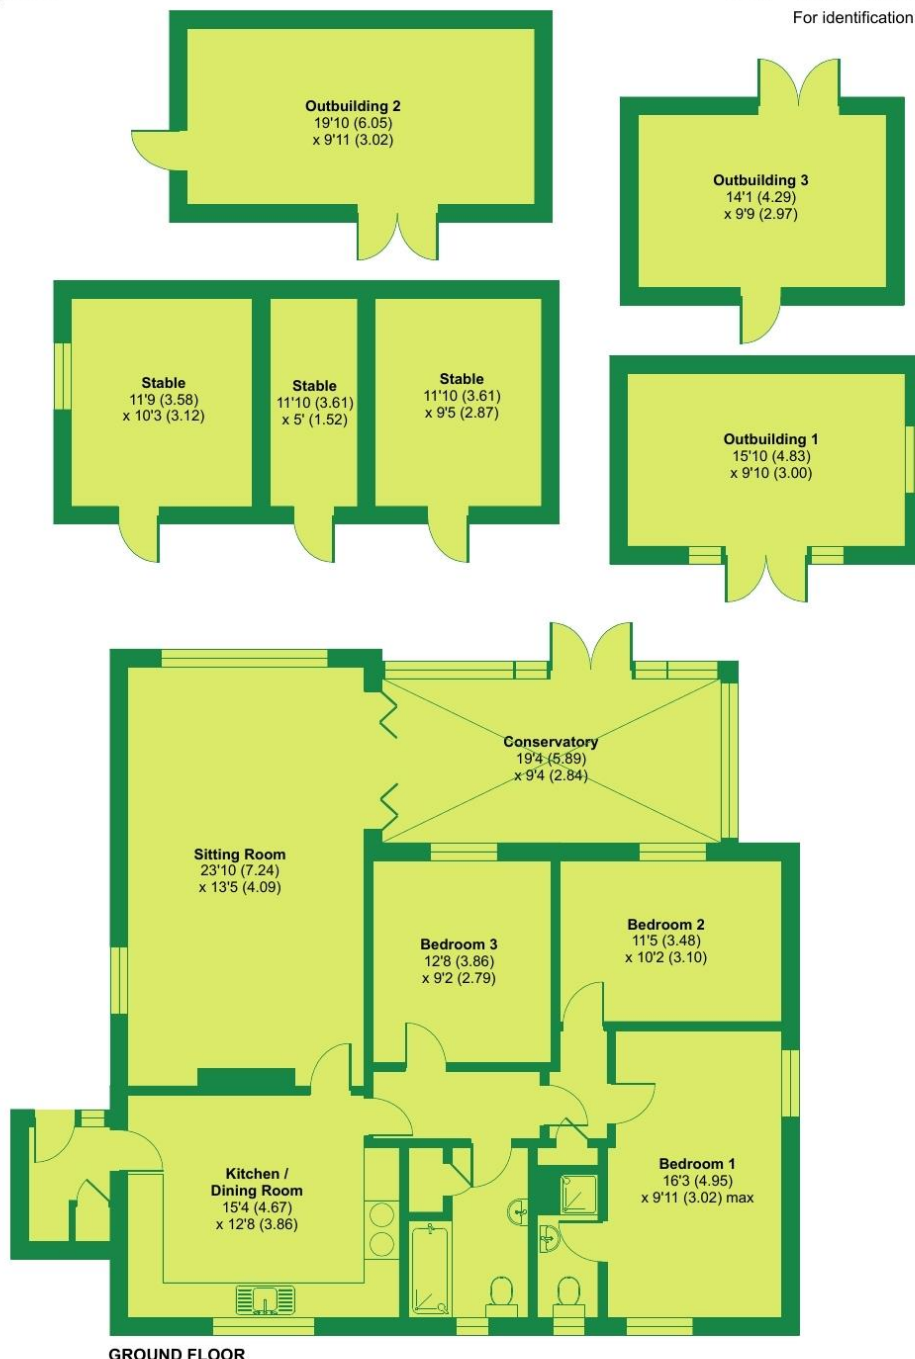 For identification
Outbuilding 2
19'10 (6.05)
x 9'11 (3.02)
Outbuilding 3
14'1 (4.29)
x 9'9 (2.97)
Stable
11'9 (3.58)
x 10'3 (3.12)
Stable
11'10 (3.61)
x 5' (1.52)
Stable
11'10 (3.61)
x 9'5 (2.87)
Outbuilding 1
15'10 (4.83)
x 9'10 (3.00)
Conservatory
19'4 (5.89)
x 9'4 (2.84)
Sitting Room
23'10 (7.24)
x 13'5 (4.09)
Bedroom 3
12'8 (3.86)
x 9'2 (2.79)
Bedroom 2
11'5 (3.48)
x 10'2 (3.10)
Kitchen /
Dining Room
15'4 (4.67)
x 12'8 (3.86)
Bedroom 1
16'3 (4.95)
x 9'11 (3.02) max
GROUND FLOOR